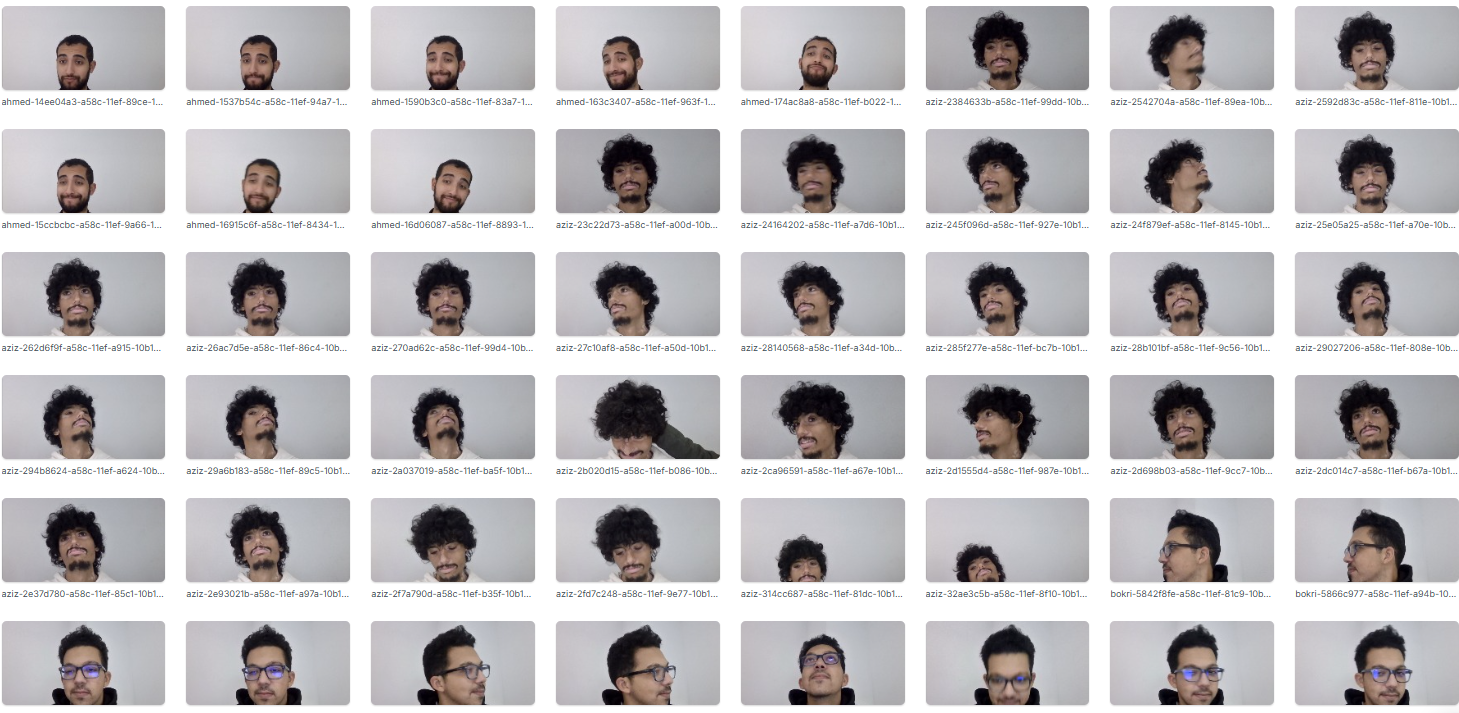 ahmed-14ee04a3-a58c-11ef-89ce-1...
ahmed-1537b54c-a58c-11ef-94a7-1...
ahmed-1590b3c0-a58c-11ef-83a7-1...
ahmed-163c3407-a58c-11ef-963f-1...
ahmed-174ac8a8-a58c-11ef-b022-1...
aziz-2384633b-a58c-11ef-99dd-10b...
aziz-2542704a-a58c-11ef-89ea-10b...
aziz-2592d83c-a58c-11ef-811e-10b1...
ahmed-15ccbcbc-a58c-11ef-9a66-1...
ahmed-16915c6f-a58c-11ef-8434-1...
ahmed-16d06087-a58c-11ef-8893-1...
aziz-23c22d73-a58c-11ef-a00d-10b...
aziz-24164202-a58c-11ef-a7d6-10b1...
aziz-245f096d-a58c-11ef-927e-10b1...
aziz-24f879ef-a58c-11ef-8145-10b1...
aziz-25e05a25-a58c-11ef-a70e-10b...
aziz-262d6f9f-a58c-11ef-a915-10b1...
aziz-26ac7d5e-a58c-11ef-86c4-10b...
aziz-270ad62c-a58c-11ef-99d4-10b...
aziz-27c10af8-a58c-11ef-a50d-10b1...
aziz-28140568-a58c-11ef-a34d-10b...
aziz-285f277e-a58c-11ef-bc7b-10b1...
aziz-28b101bf-a58c-11ef-9c56-10b1...
aziz-29027206-a58c-11ef-808e-10b...
aziz-294b8624-a58c-11ef-a624-10b...
aziz-29a6b183-a58c-11ef-89c5-10b1...
aziz-2a037019-a58c-11ef-ba5f-10b1...
aziz-2b020d15-a58c-11ef-b086-10b...
aziz-2ca96591-a58c-11ef-a67e-10b1...
aziz-2d1555d4-a58c-11ef-987e-10b1...
aziz-2d698b03-a58c-11ef-9cc7-10b...
aziz-2dc014c7-a58c-11ef-b67a-10b1...
aziz-2e37d780-a58c-11ef-85c1-10b1...
aziz-2e93021b-a58c-11ef-a97a-10b1...
aziz-2f7a790d-a58c-11ef-b35f-10b1...
aziz-2fd7c248-a58c-11ef-9e77-10b1...
aziz-314cc687-a58c-11ef-81dc-10b1...
aziz-32ae3c5b-a58c-11ef-8f10-10b1...
bokri-5842f8fe-a58c-11ef-81c9-10b...
bokri-5866c977-a58c-11ef-a94b-10...